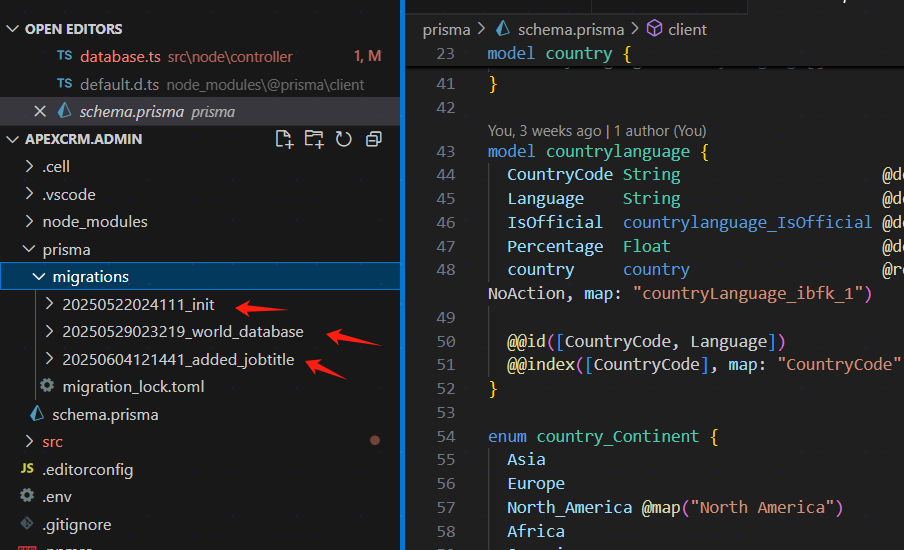 OPEN EDITORS
TS database.ts src\node\controller 1, M
TS default.d.ts node_modules\@prisma\client
schema.prisma prisma
APEXCRM.ADMIN
.cell
.vscode
node_modules
prisma
migrations
20250522024111_init
20250529023219_world_database
20250604121441_added_jobtitle
migration_lock.toml
schema.prisma
src
JS .editorconfig
.env
.gitignore
prisma > schema.prisma > client
23 model country {
41 }
42
You, 3 weeks ago | 1 author (You)
43 model countrylanguage {
44 CountryCode String @de
45 Language String @de
46 IsOfficial countrylanguage_IsOfficial @de
47 Percentage Float @de
48 country country @re
NoAction, map: "countryLanguage_ibfk_1")
49
50 @@id([CountryCode, Language])
51 @@index([CountryCode], map: "CountryCode"
52 }
53
54 enum country_Continent {
55 Asia
56 Europe
57 North_America @map("North America")
58 Africa